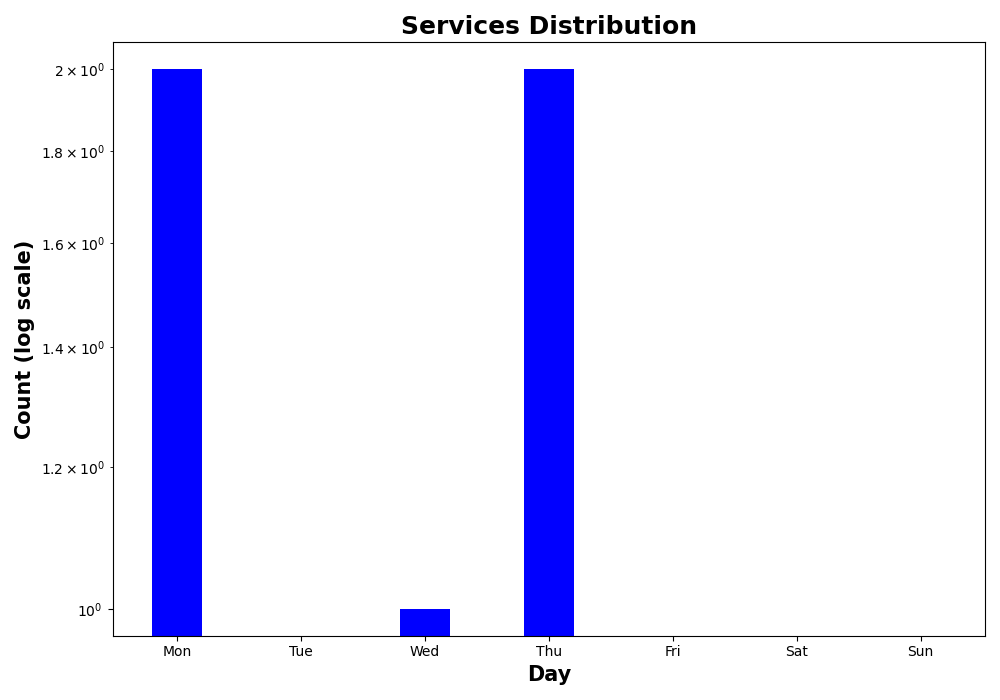 Services Distribution
Count (log scale)
2 × 10⁰
1.8 × 10⁰
1.6 × 10⁰
1.4 × 10⁰
1.2 × 10⁰
10⁰
Mon Tue Wed Thu Fri Sat Sun
Day